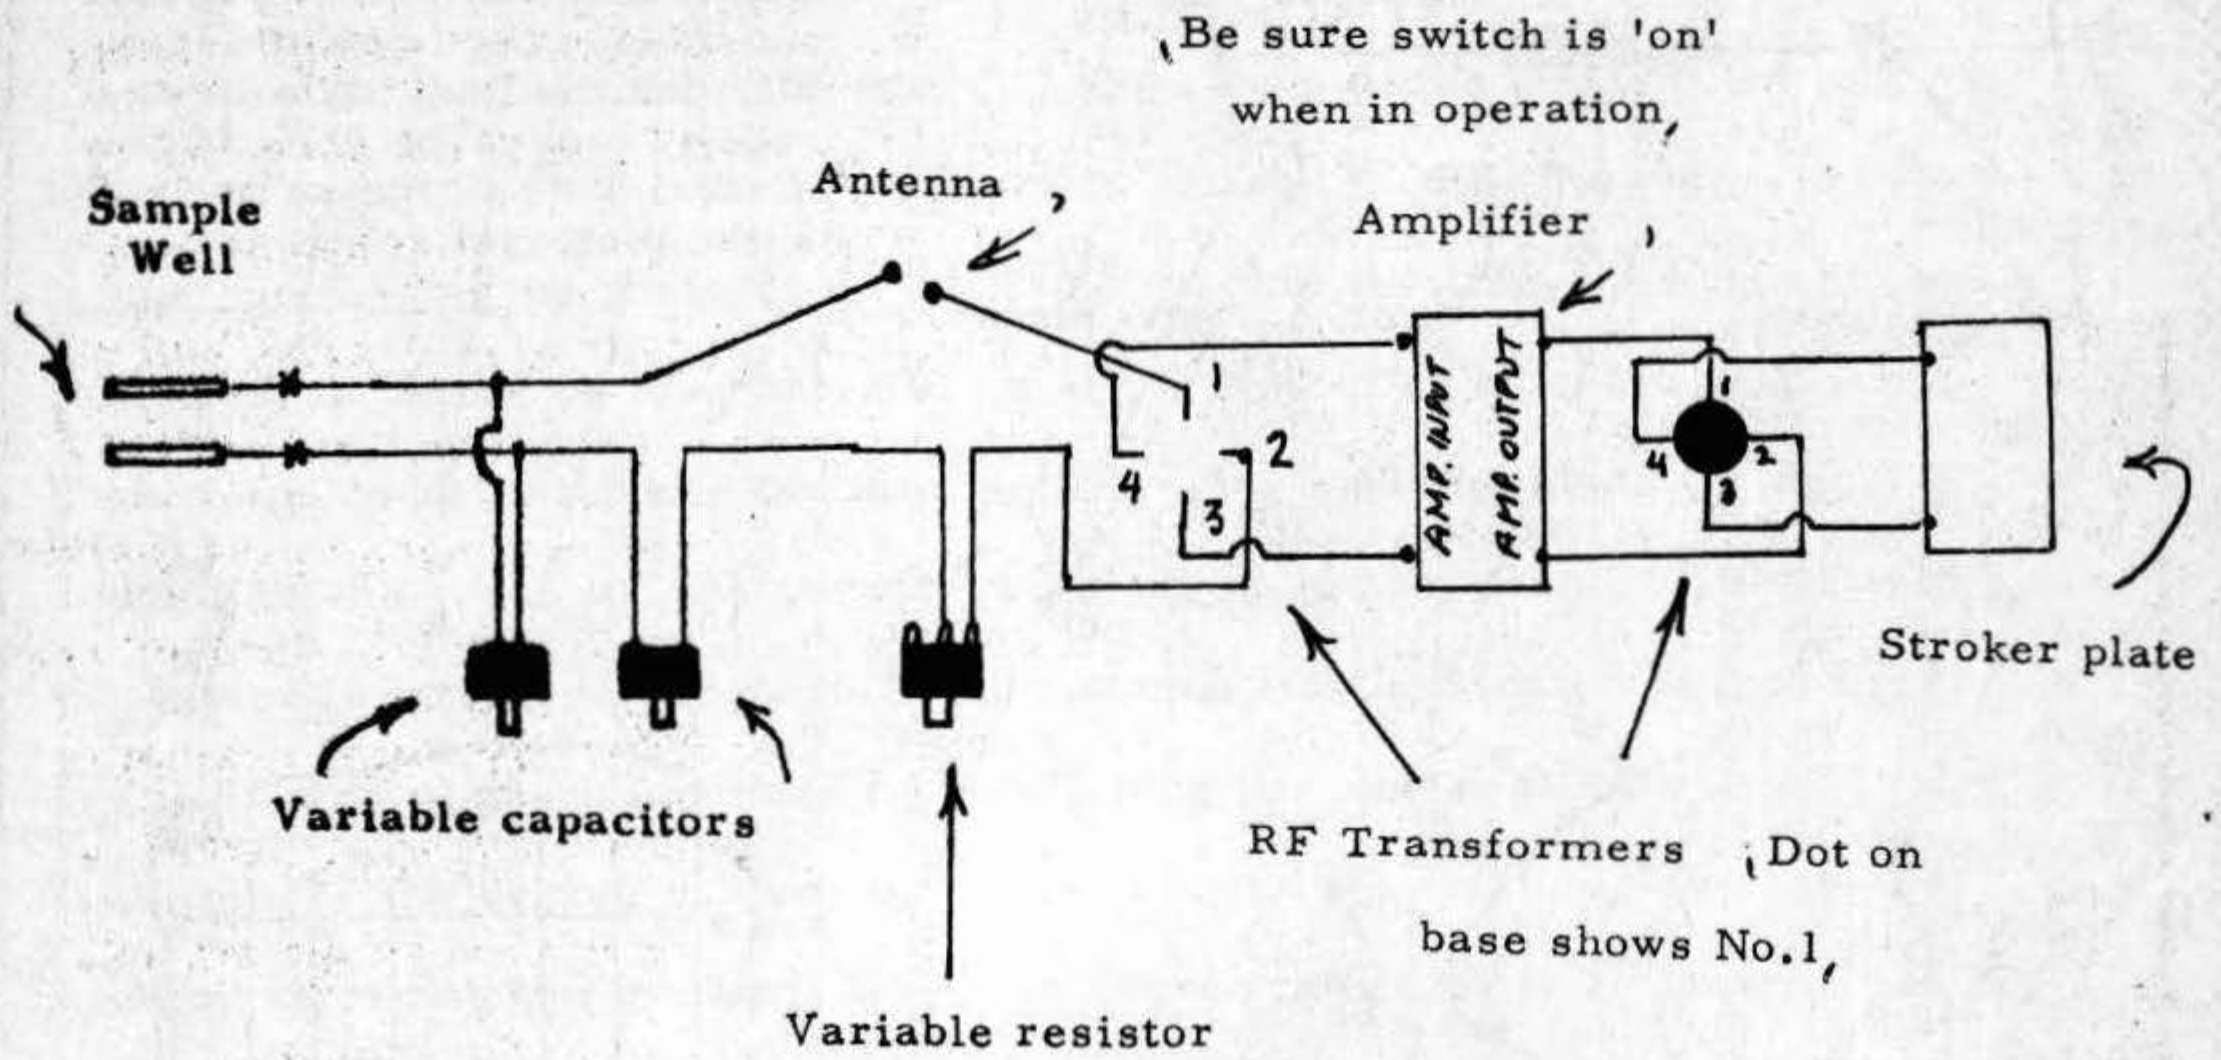 Be sure switch is 'on'
when in operation,
Antenna ,
Sample
Well
Amplifier ,
1
2
3
4
AMP. INPUT
AMP. OUTPUT
1
2
3
4
Stroker plate
Variable capacitors
RF Transformers Dot on
base shows No.1,
Variable resistor